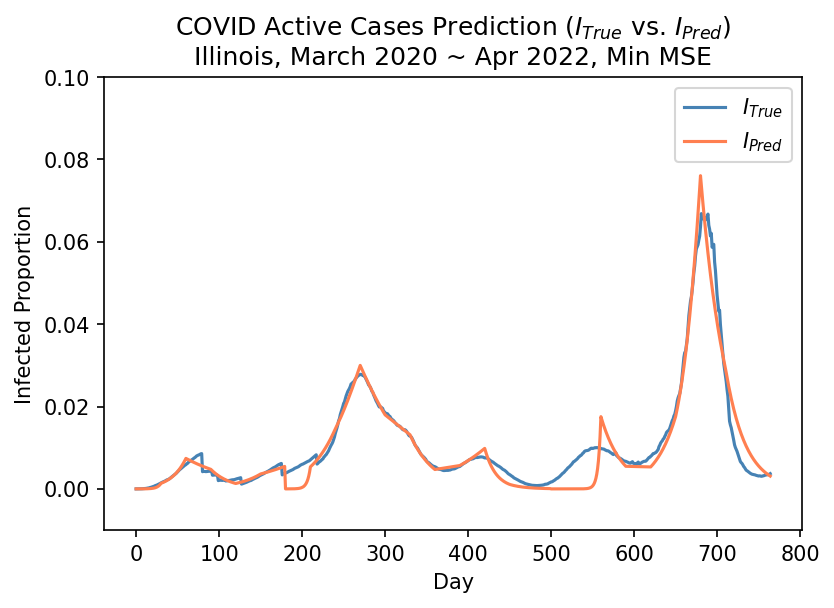 COVID Active Cases Prediction (I_True vs. I_Pred)
Illinois, March 2020 ~ Apr 2022, Min MSE
I_True
I_Pred
Infected Proportion
0.10
0.08
0.06
0.04
0.02
0.00
0 100 200 300 400 500 600 700 800
Day